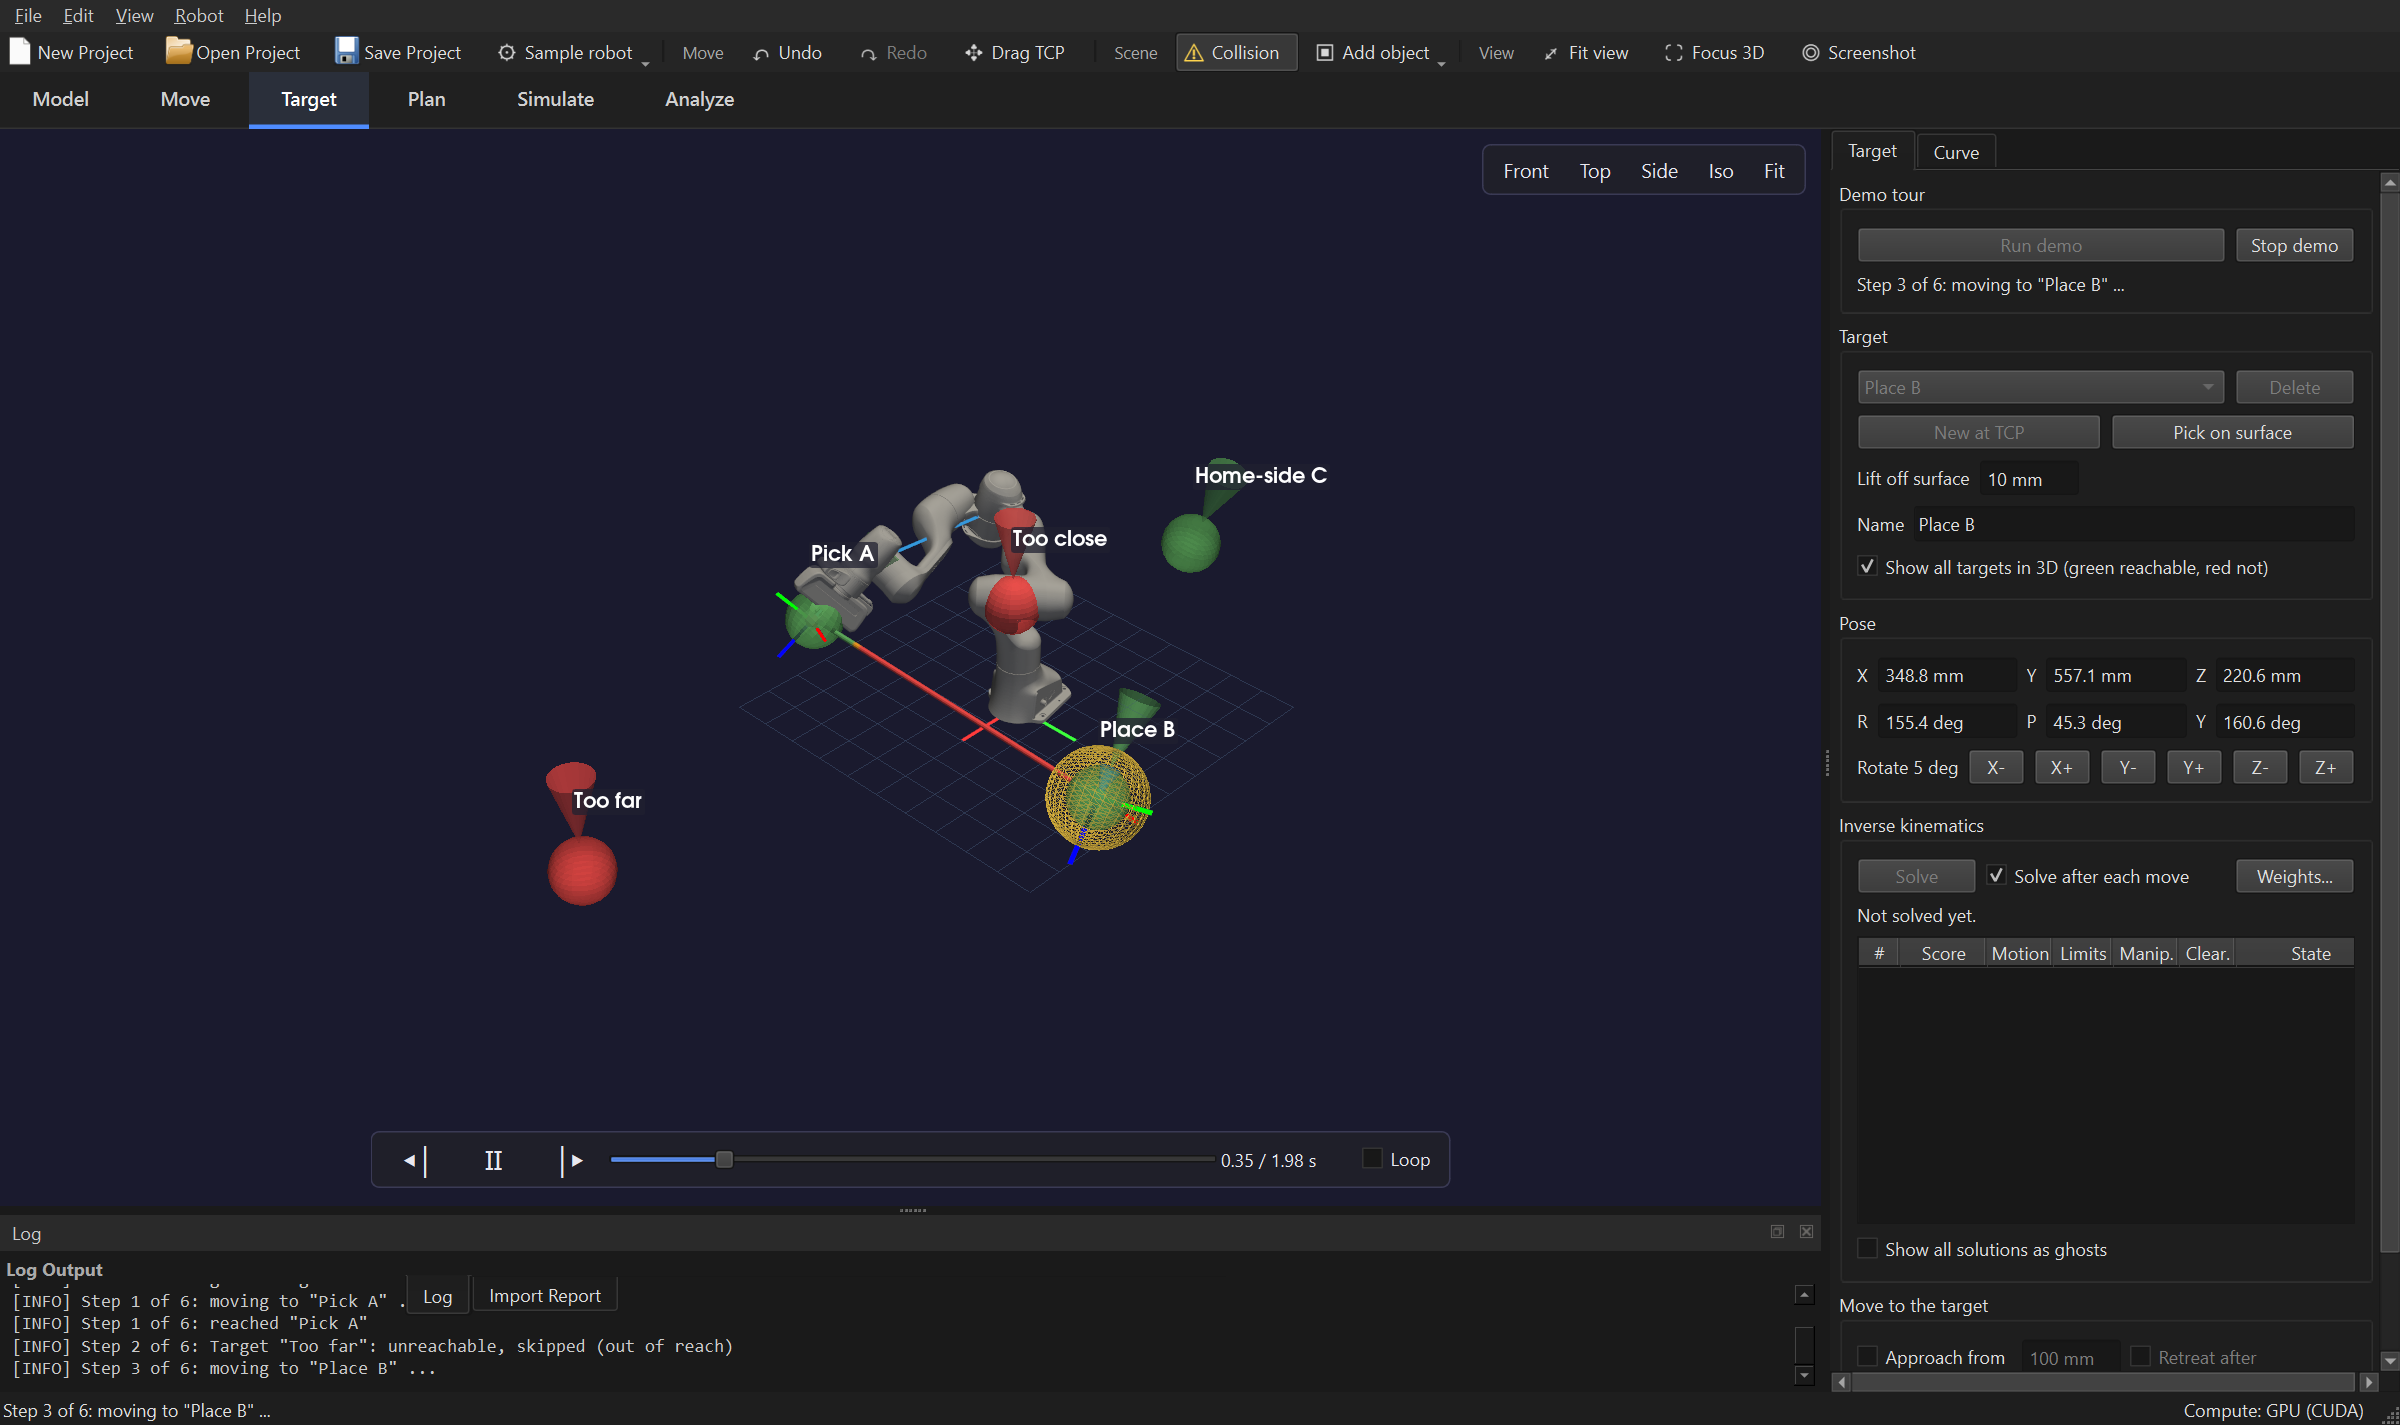 File Edit View Robot Help
New Project Open Project Save Project Sample robot Move Undo Redo Drag TCP Scene Collision Add object View Fit view Focus 3D Screenshot
Model Move Target Plan Simulate Analyze
Front Top Side Iso Fit
Target Curve
Demo tour
Run demo Stop demo
Step 3 of 6: moving to "Place B" ...
Target
Place B Delete
New at TCP Pick on surface
Lift off surface 10 mm
Name Place B
Show all targets in 3D (green reachable, red not)
Pose
X 348.8 mm Y 557.1 mm Z 220.6 mm
R 155.4 deg P 45.3 deg Y 160.6 deg
Rotate 5 deg X- X+ Y- Y+ Z- Z+
Inverse kinematics
Solve Solve after each move Weights...
Not solved yet.
# Score Motion Limits Manip. Clear. State
Show all solutions as ghosts
Move to the target
Approach from 100 mm Retreat after
Home-side C
Too close
Pick A
Place B
Too far
0.35 / 1.98 s Loop
Log
Log Output
[INFO] Step 1 of 6: moving to "Pick A" .
Log Import Report
[INFO] Step 1 of 6: reached "Pick A"
[INFO] Step 2 of 6: Target "Too far": unreachable, skipped (out of reach)
[INFO] Step 3 of 6: moving to "Place B" ...
Step 3 of 6: moving to "Place B" ...
Compute: GPU (CUDA)